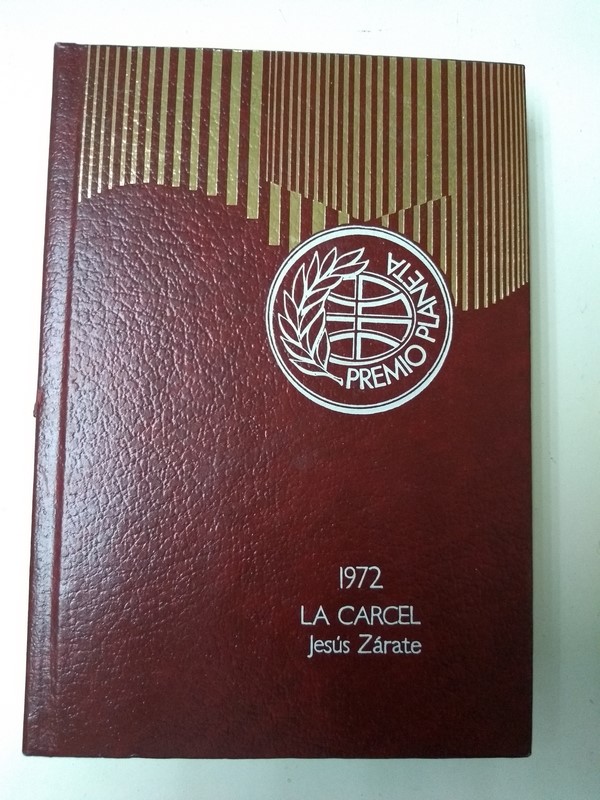 PREMIO PLANETA
1972
LA CARCEL
Jesús Zárate